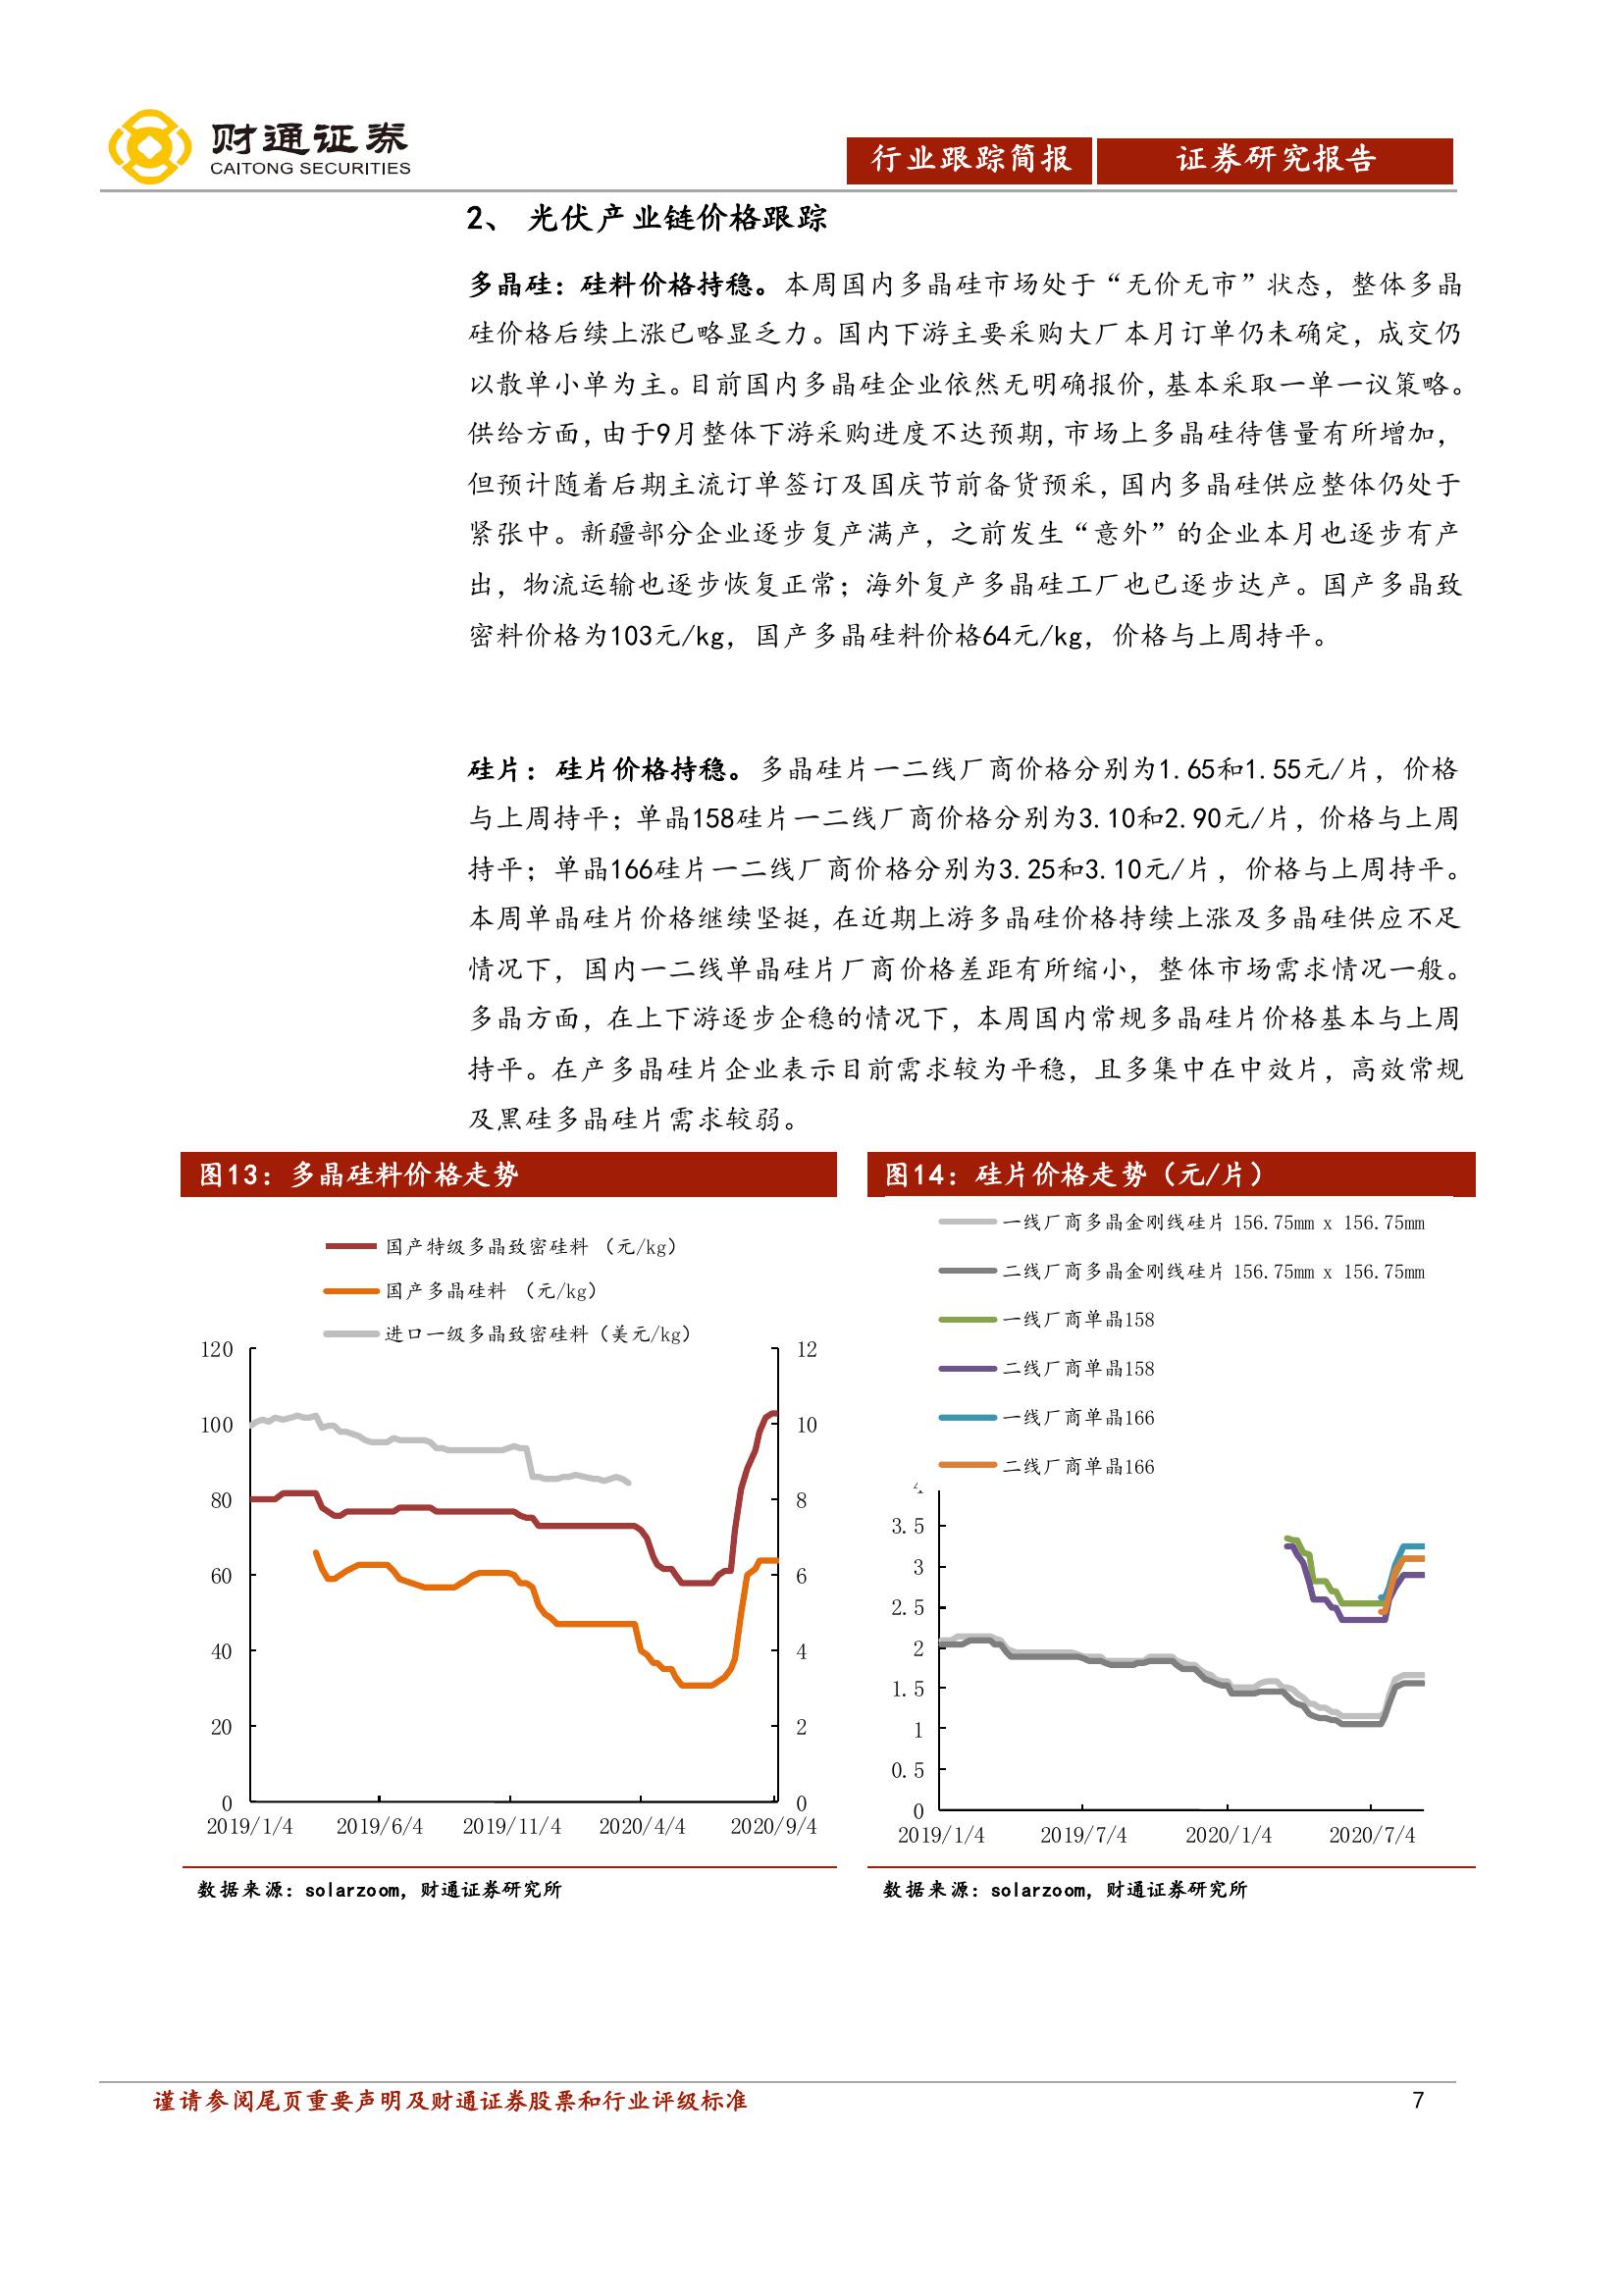 财通证券
CAITONG SECURITIES
行业跟踪简报
证券研究报告
2、 光伏产业链价格跟踪
多晶硅：硅料价格持稳。本周国内多晶硅市场处于“无价无市”状态，整体多晶
硅价格后续上涨已略显乏力。国内下游主要采购大厂本月订单仍未确定，成交仍
以散单小单为主。目前国内多晶硅企业依然无明确报价，基本采取一单一议策略。
供给方面，由于9月整体下游采购进度不达预期，市场上多晶硅待售量有所增加，
但预计随着后期主流订单签订及国庆节前备货预采，国内多晶硅供应整体仍处于
紧张中。新疆部分企业逐步复产满产，之前发生“意外”的企业本月也逐步有产
出，物流运输也逐步恢复正常；海外复产多晶硅工厂也已逐步达产。国产多晶致
密料价格为103元/kg，国产多晶硅料价格64元/kg，价格与上周持平。
硅片：硅片价格持稳。多晶硅片一二线厂商价格分别为1.65和1.55元/片，价格
与上周持平；单晶158硅片一二线厂商价格分别为3.10和2.90元/片，价格与上周
持平；单晶166硅片一二线厂商价格分别为3.25和3.10元/片，价格与上周持平。
本周单晶硅片价格继续坚挺，在近期上游多晶硅价格持续上涨及多晶硅供应不足
情况下，国内一二线单晶硅片厂商价格差距有所缩小，整体市场需求情况一般。
多晶方面，在上下游逐步企稳的情况下，本周国内常规多晶硅片价格基本与上周
持平。在产多晶硅片企业表示目前需求较为平稳，且多集中在中效片，高效常规
及黑硅多晶硅片需求较弱。
图13：多晶硅料价格走势
国产特级多晶致密硅料 （元/kg）
国产多晶硅料 （元/kg）
进口一级多晶致密硅料（美元/kg）
120
100
80
60
40
20
0
12
10
8
6
4
2
0
2019/1/4 2019/6/4 2019/11/4 2020/4/4 2020/9/4
数据来源：solarzoom，财通证券研究所
图14：硅片价格走势（元/片）
一线厂商多晶金刚线硅片 156.75mm x 156.75mm
二线厂商多晶金刚线硅片 156.75mm x 156.75mm
一线厂商单晶158
二线厂商单晶158
一线厂商单晶166
二线厂商单晶166
3.5
3
2.5
2
1.5
1
0.5
0
2019/1/4 2019/7/4 2020/1/4 2020/7/4
数据来源：solarzoom，财通证券研究所
谨请参阅尾页重要声明及财通证券股票和行业评级标准
7